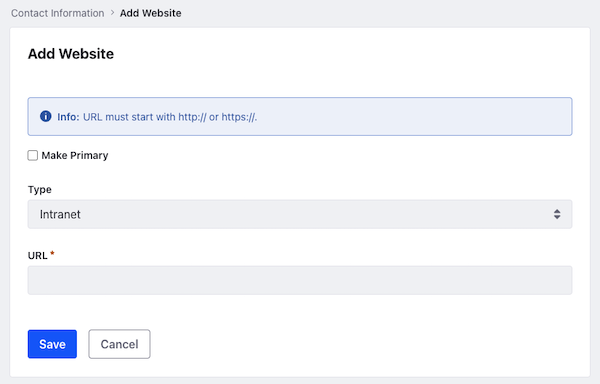 Contact Information > Add Website
Add Website
Info: URL must start with http:// or https://.
Make Primary
Type
Intranet
URL *
Save Cancel